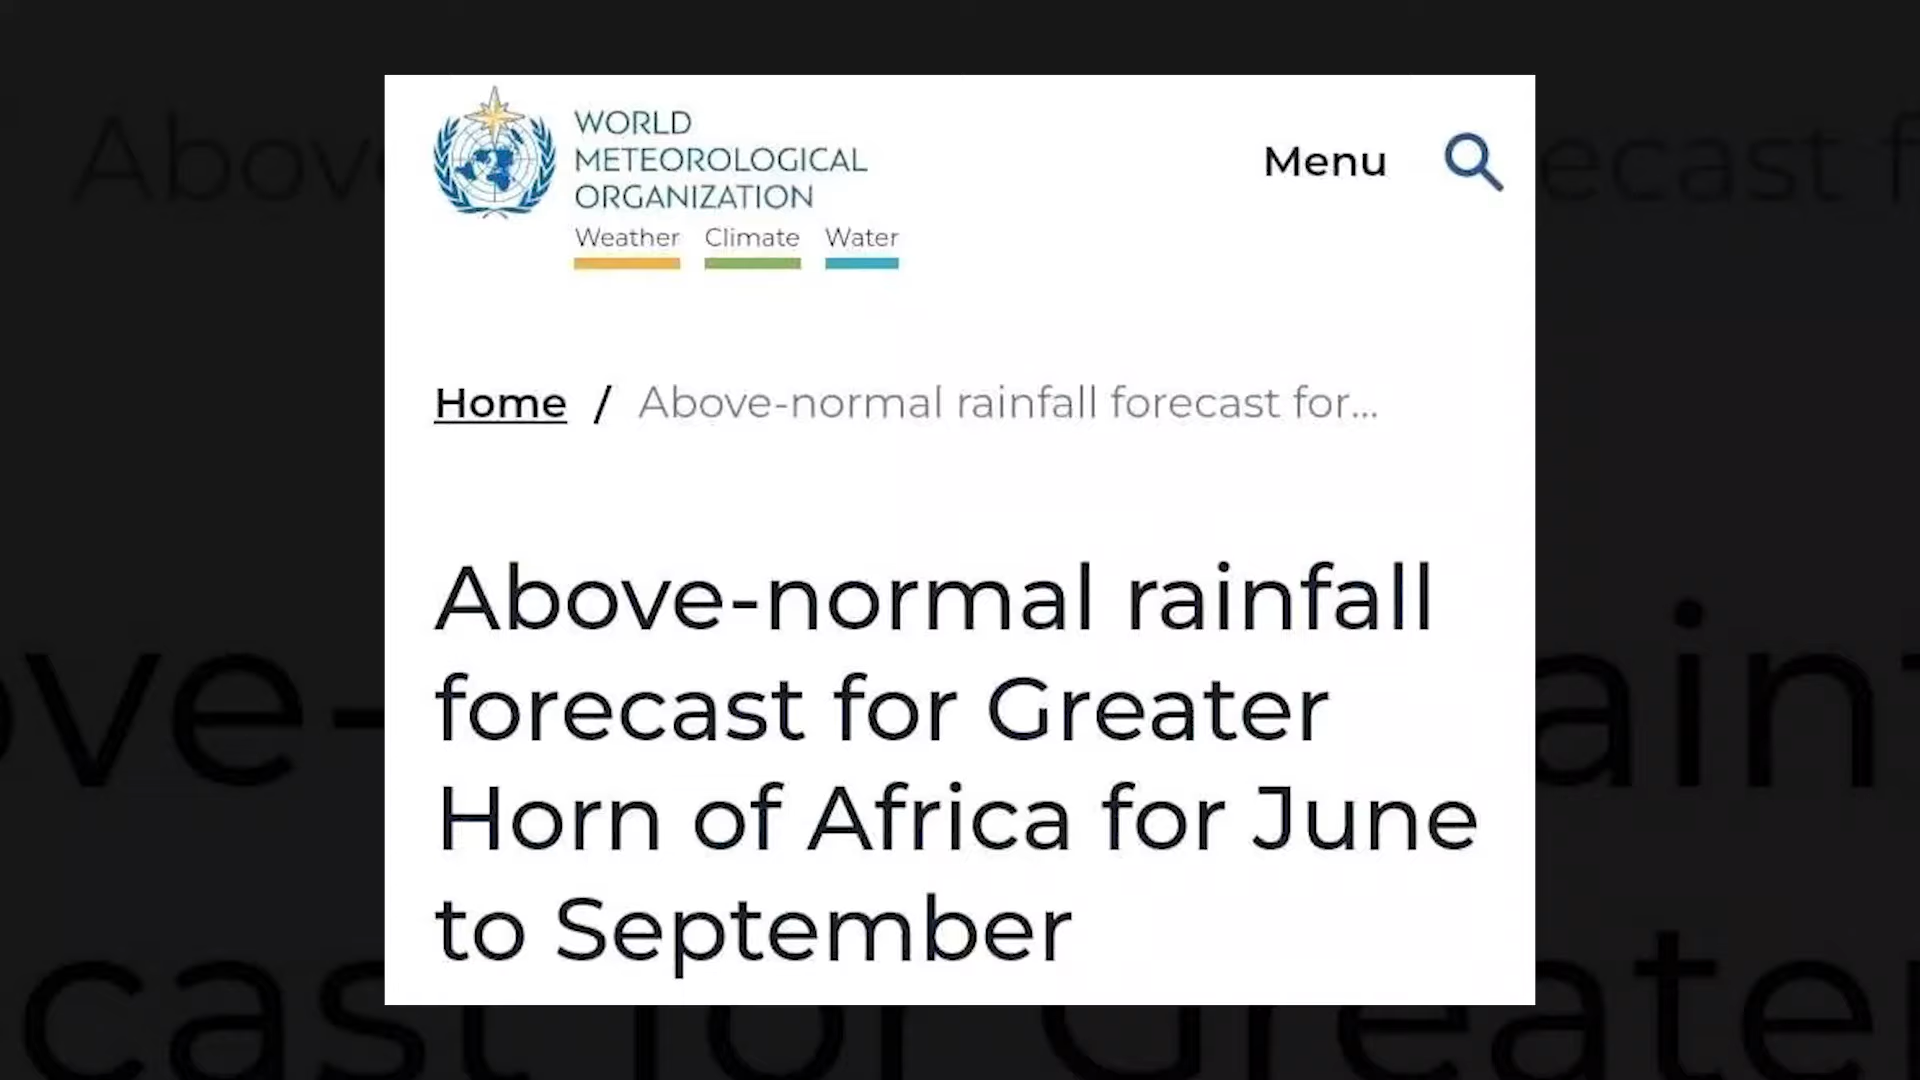 WORLD
METEOROLOGICAL
ORGANIZATION
Weather Climate Water
Menu
Home / Above-normal rainfall forecast for...
Above-normal rainfall
forecast for Greater
Horn of Africa for June
to September